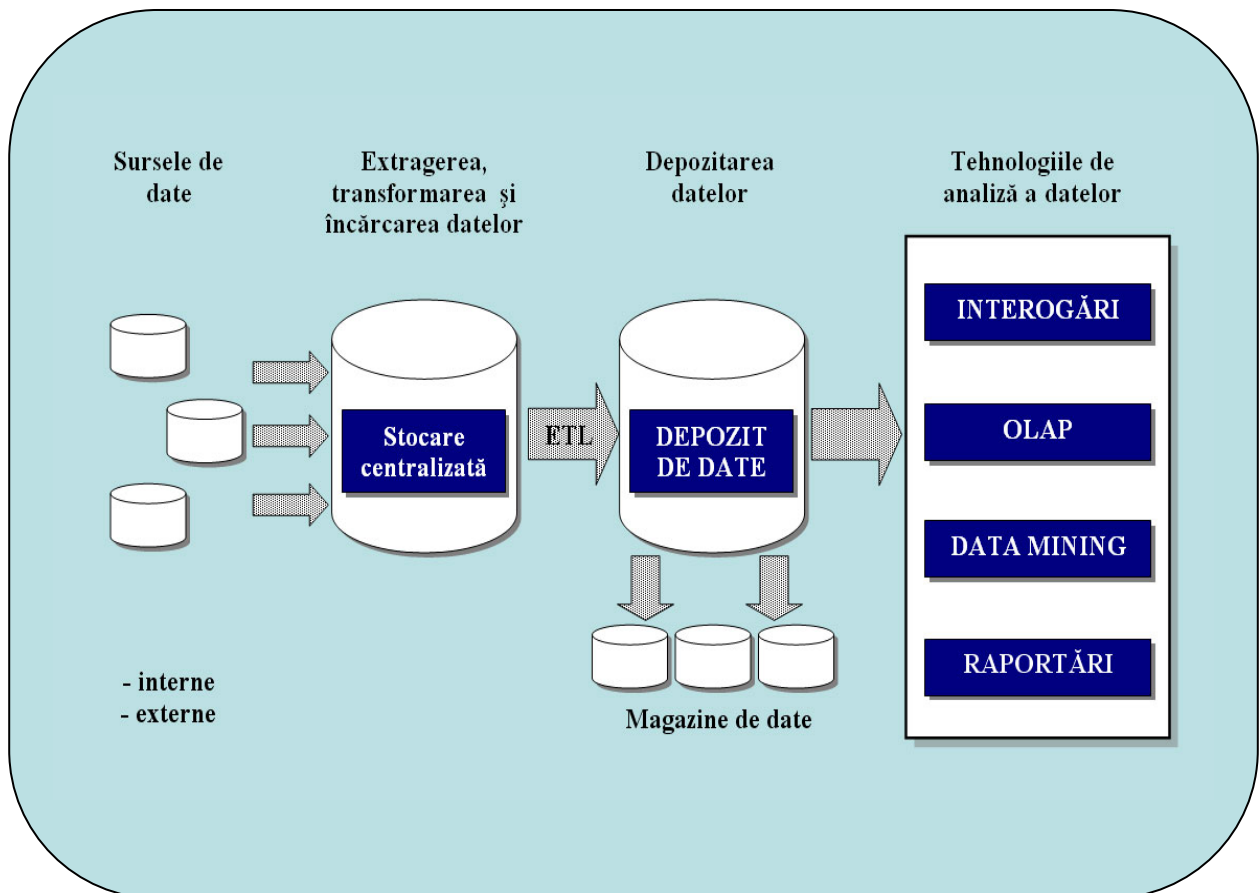 Sursele de
date
Extragerea,
transformarea şi
încărcarea datelor
Depozitarea
datelor
Tehnologiile de
analiză a datelor
Stocare
centralizată
ETL
DEPOZIT
DE DATE
INTEROGĂRI
OLAP
DATA MINING
RAPORTĂRI
- interne
- externe
Magazine de date